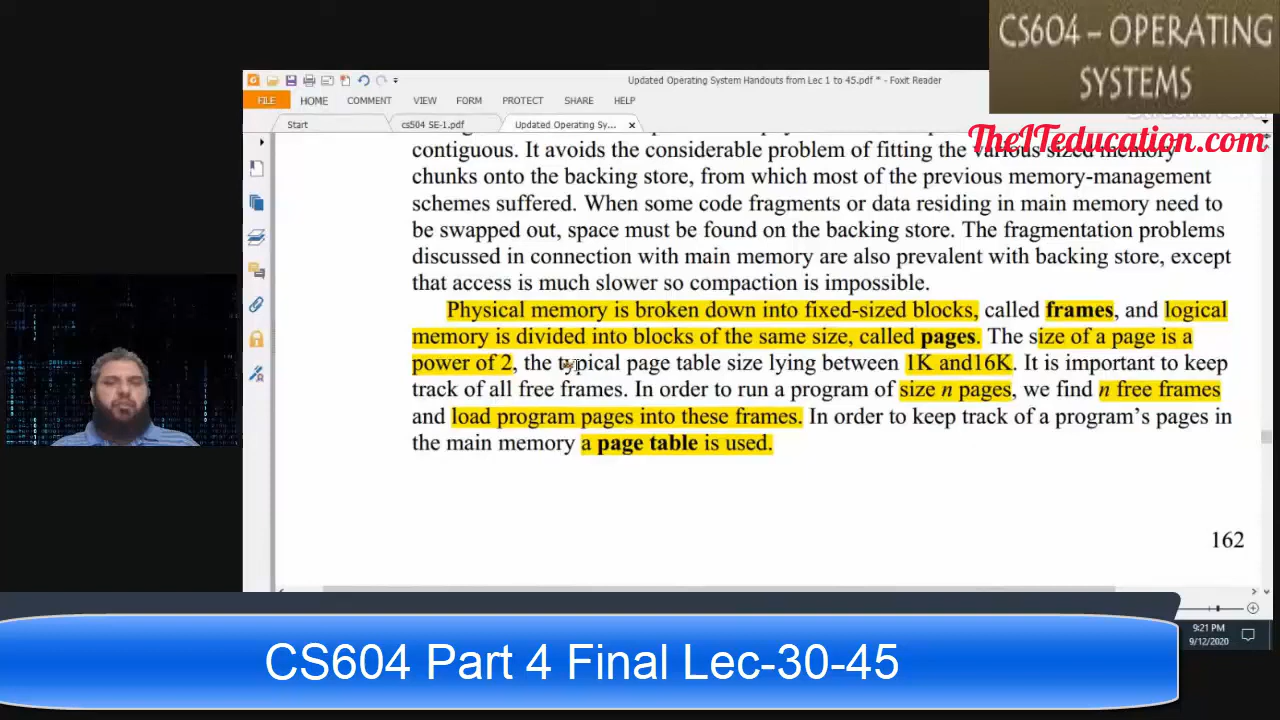 CS604 – OPERATING
SYSTEMS
TheITeducation.com
Updated Operating System Handouts from Lec 1 to 45.pdf * - Foxit Reader
FILE HOME COMMENT VIEW FORM PROTECT SHARE HELP
Start cs504 SE-1.pdf Updated Operating Sy... ×
contiguous. It avoids the considerable problem of fitting the various sized memory
chunks onto the backing store, from which most of the previous memory-management
schemes suffered. When some code fragments or data residing in main memory need to
be swapped out, space must be found on the backing store. The fragmentation problems
discussed in connection with main memory are also prevalent with backing store, except
that access is much slower so compaction is impossible.
Physical memory is broken down into fixed-sized blocks, called frames, and logical
memory is divided into blocks of the same size, called pages. The size of a page is a
power of 2, the typical page table size lying between 1K and16K. It is important to keep
track of all free frames. In order to run a program of size n pages, we find n free frames
and load program pages into these frames. In order to keep track of a program’s pages in
the main memory a page table is used.
162
9:21 PM
9/12/2020
CS604 Part 4 Final Lec-30-45